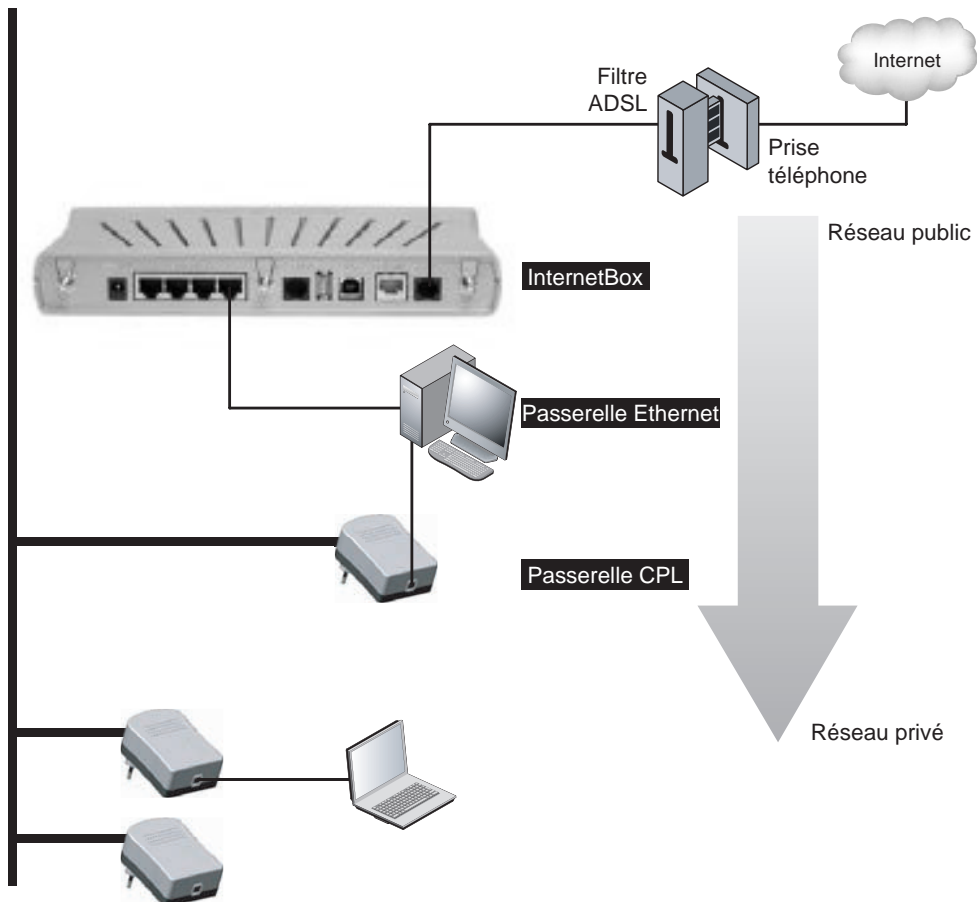 Internet
Filtre
ADSL
Prise
téléphone
Réseau public
InternetBox
Passerelle Ethernet
Passerelle CPL
Réseau privé